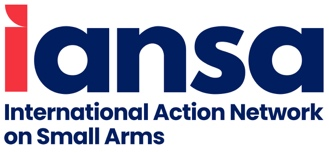 iansa
International Action Network
on Small Arms